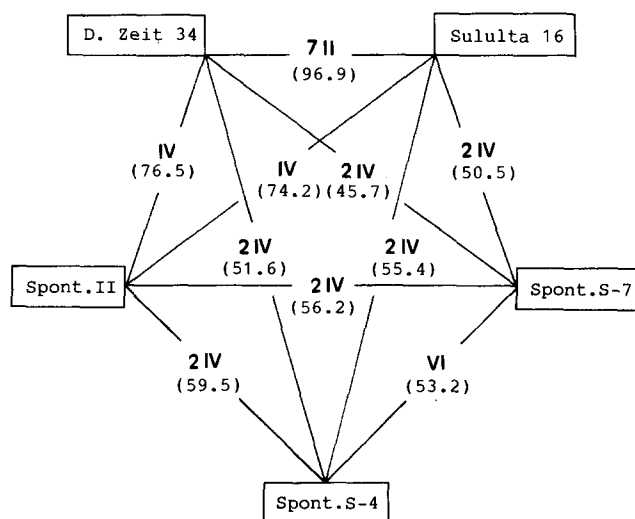 D. Zeit 34
7 II
Sululta 16
(96.9)
IV
IV
2 IV
2 IV
(76.5)
(74.2)
(45.7)
(50.5)
2 IV
2 IV
(51.6)
2 IV
(55.4)
Spont.II
(56.2)
Spont.S-7
2 IV
VI
(59.5)
(53.2)
Spont.S-4